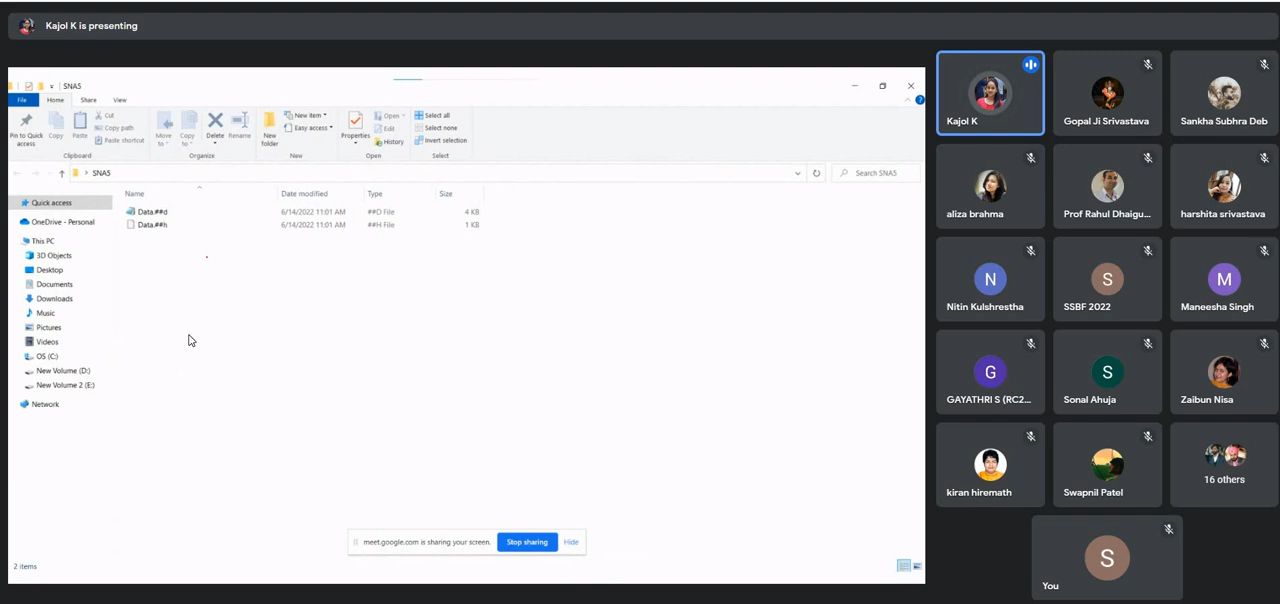 Kajol K is presenting
SNA5
File Home Share View
Pin to Quick access
Copy
Paste
Cut
Copy path
Paste shortcut
Clipboard
Move to
Copy to
Delete
Rename
Organize
New folder
New item
Easy access
New
Properties
Open
Edit
History
Open
Select all
Select none
Invert selection
Select
SNA5
Search SNA5
Name Date modified Type Size
Data.##d 6/14/2022 11:01 AM ##D File 4 KB
Data.##h 6/14/2022 11:01 AM ##H File 1 KB
Quick access
OneDrive - Personal
This PC
3D Objects
Desktop
Documents
Downloads
Music
Pictures
Videos
OS (C:)
New Volume (D:)
New Volume 2 (E:)
Network
meet.google.com is sharing your screen. Stop sharing Hide
2 items
Kajol K
Gopal Ji Srivastava
Sankha Subhra Deb
aliza brahma
Prof Rahul Dhaigu...
harshita srivastava
N
Nitin Kulshrestha
S
SSBF 2022
M
Maneesha Singh
G
GAYATHRI S (RC2...
S
Sonal Ahuja
Zaibun Nisa
kiran hiremath
Swapnil Patel
16 others
S
You